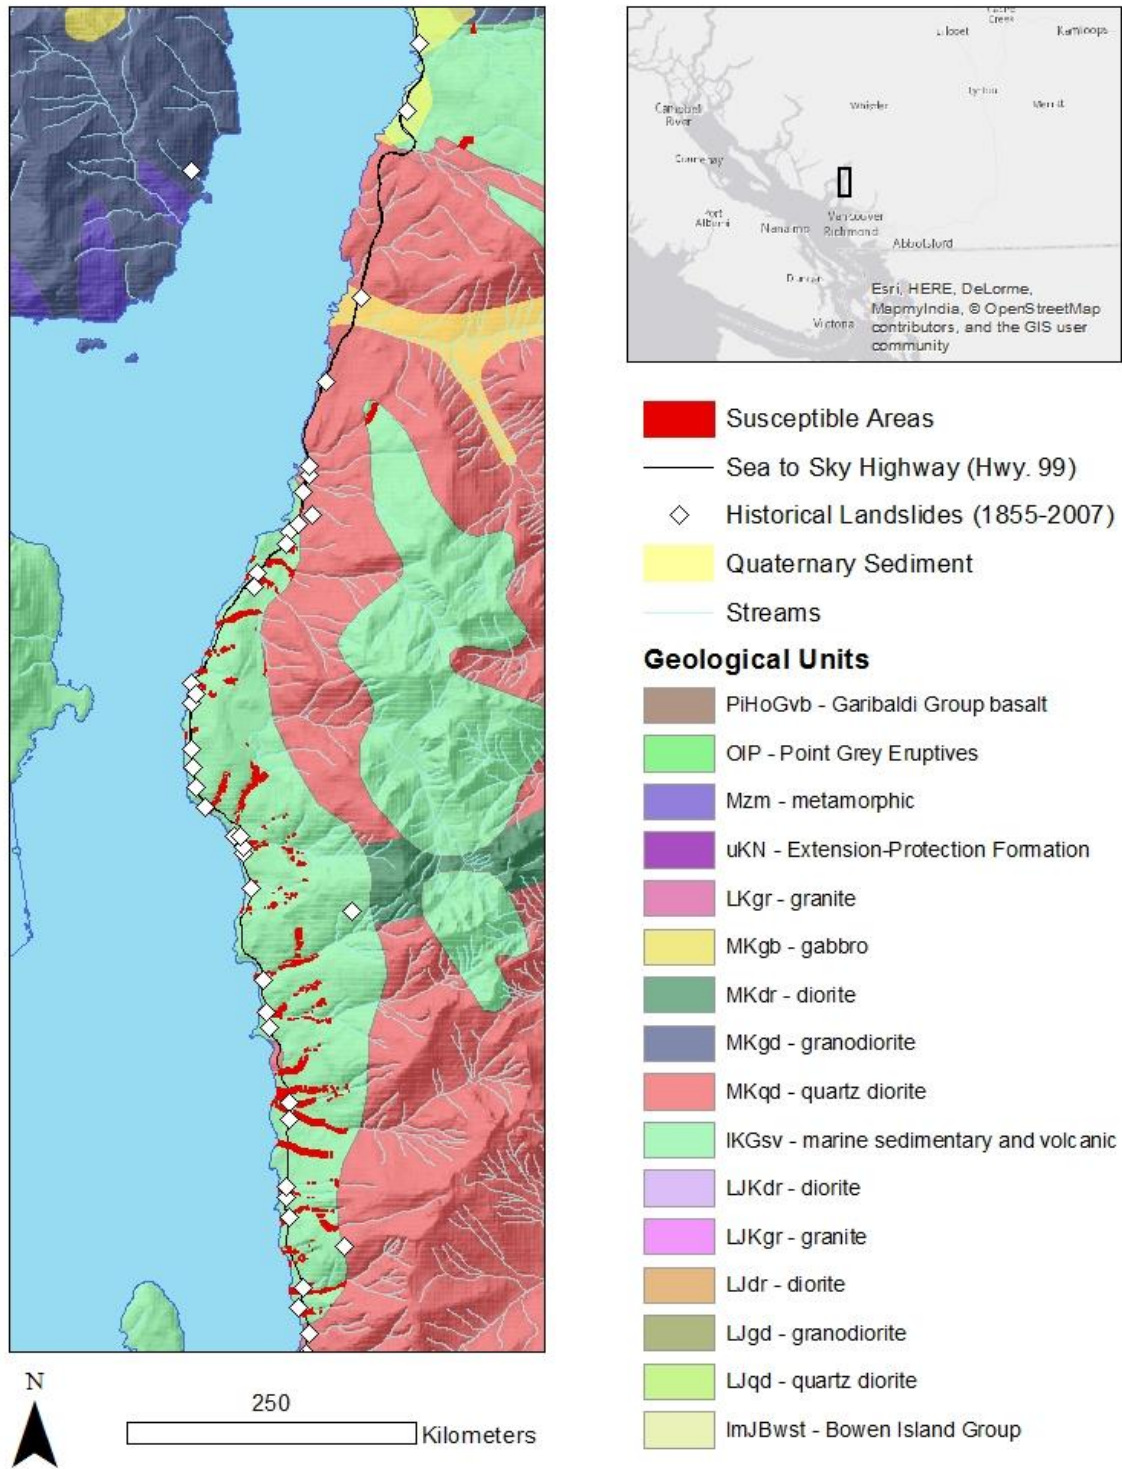 Creek
Lillooet
Kamloops
Lytton
Merritt
Whistler
Campbell
River
Courtenay
Port
Alberni
Nanaimo
Vancouver
Richmond
Abbotsford
Duncan
Victoria
Esri, HERE, DeLorme,
MapmyIndia, © OpenStreetMap
contributors, and the GIS user
community
Susceptible Areas
Sea to Sky Highway (Hwy. 99)
Historical Landslides (1855-2007)
Quaternary Sediment
Streams
Geological Units
PiHoGvb - Garibaldi Group basalt
OIP - Point Grey Eruptives
Mzm - metamorphic
uKN - Extension-Protection Formation
LKgr - granite
MKgb - gabbro
MKdr - diorite
MKgd - granodiorite
MKqd - quartz diorite
IKGsv - marine sedimentary and volcanic
LJKdr - diorite
LJKgr - granite
LJdr - diorite
LJgd - granodiorite
LJqd - quartz diorite
ImJBwst - Bowen Island Group
N
250
Kilometers